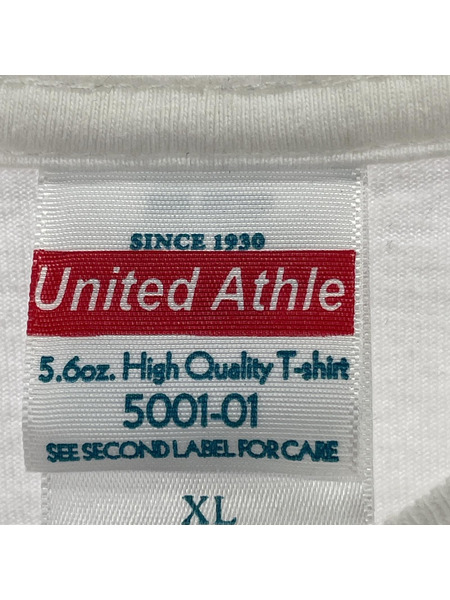 SINCE 1930
United Athle
5.6oz. High Quality T-shirt
5001-01
SEE SECOND LABEL FOR CARE
XL